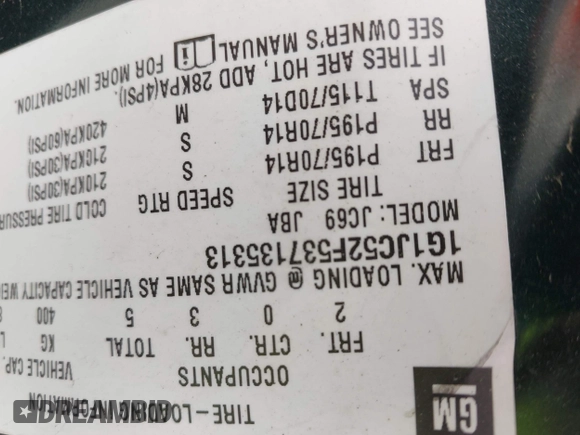 GM
TIRE-LOADING INFORMATION
OCCUPANTS VEHICLE CAP.
FRT. CTR. RR. TOTAL KG
2 0 3 5 400
MAX. LOADING @ GVWR SAME AS VEHICLE CAPACITY
1G1JC52F537135313
MODEL: JC69 JBA
TIRE SIZE SPEED RTG COLD TIRE PRESSUR
FRT P195/70R14 S 210KPA(30PSI)
RR P195/70R14 S 210KPA(30PSI)
SPA T115/70D14 M 420KPA(60PSI)
IF TIRES ARE HOT, ADD 28KPA(4PSI).
SEE OWNER'S MANUAL FOR MORE INFORMATION.
DREAMBID